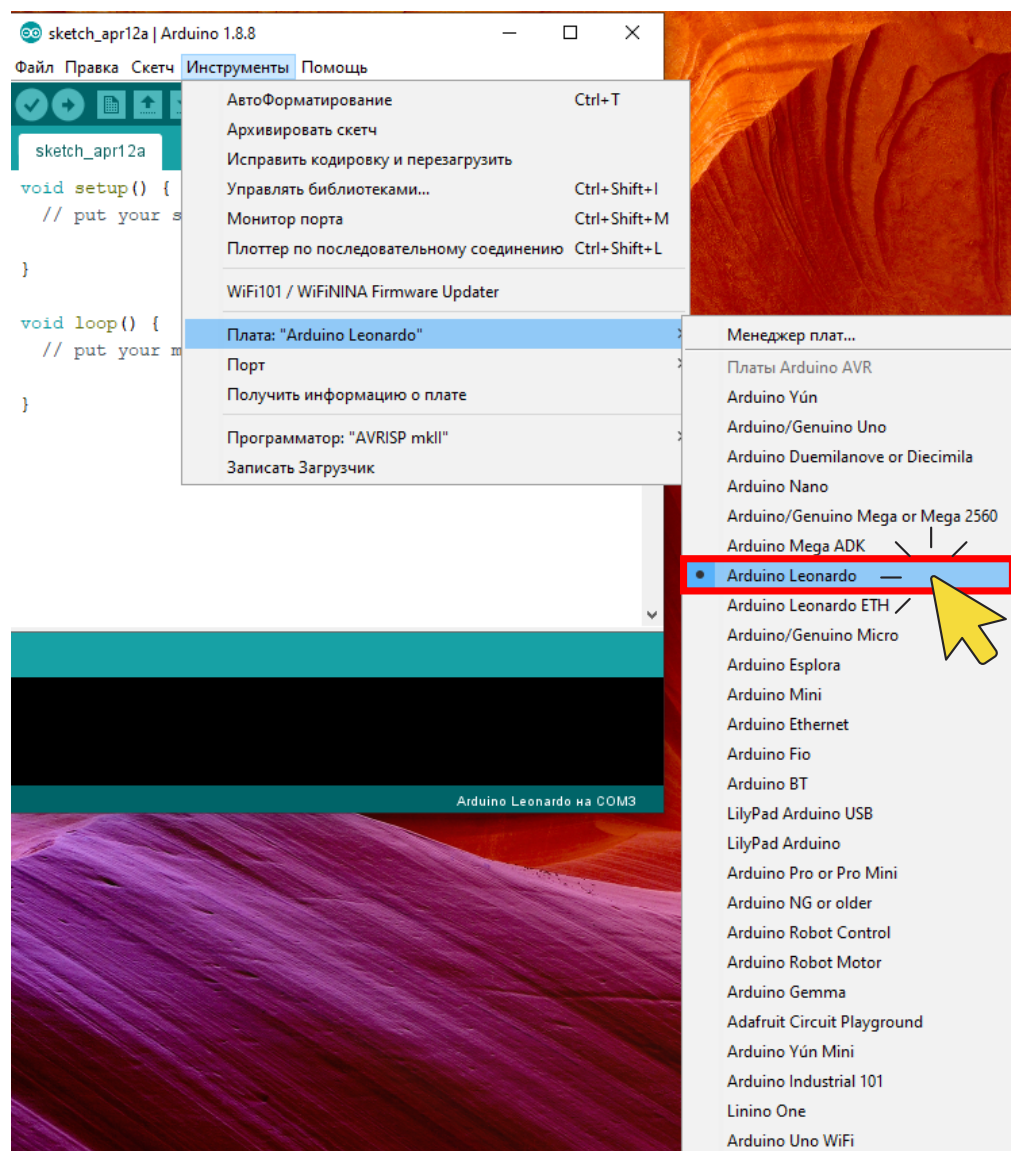 sketch_apr12a | Arduino 1.8.8
Файл Правка Скетч Инструменты Помощь
sketch_apr12a
void setup() {
// put your s
}
void loop() {
// put your m
}
АвтоФорматирование Ctrl+T
Архивировать скетч
Исправить кодировку и перезагрузить
Управлять библиотеками... Ctrl+Shift+I
Монитор порта Ctrl+Shift+M
Плоттер по последовательному соединению Ctrl+Shift+L
WiFi101 / WiFiNINA Firmware Updater
Плата: "Arduino Leonardo"
Порт
Получить информацию о плате
Программатор: "AVRISP mkII"
Записать Загрузчик
Менеджер плат...
Платы Arduino AVR
Arduino Yún
Arduino/Genuino Uno
Arduino Duemilanove or Diecimila
Arduino Nano
Arduino/Genuino Mega or Mega 2560
Arduino Mega ADK
Arduino Leonardo
Arduino Leonardo ETH
Arduino/Genuino Micro
Arduino Esplora
Arduino Mini
Arduino Ethernet
Arduino Fio
Arduino BT
LilyPad Arduino USB
LilyPad Arduino
Arduino Pro or Pro Mini
Arduino NG or older
Arduino Robot Control
Arduino Robot Motor
Arduino Gemma
Adafruit Circuit Playground
Arduino Yún Mini
Arduino Industrial 101
Linino One
Arduino Uno WiFi
Arduino Leonardo на COM3